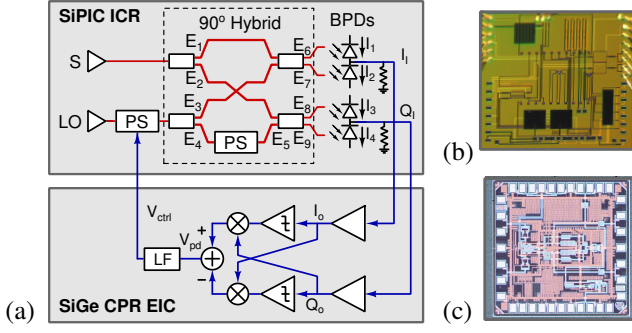 SiPIC ICR
90° Hybrid
BPDs
S
E1
E6
I1
II
E2
E7
I2
LO
PS
E3
E8
I3
QI
E4
PS
E5
E9
I4
Vctrl
Vpd
LF
+
−
Io
Qo
SiGe CPR EIC
(a)
(b)
(c)